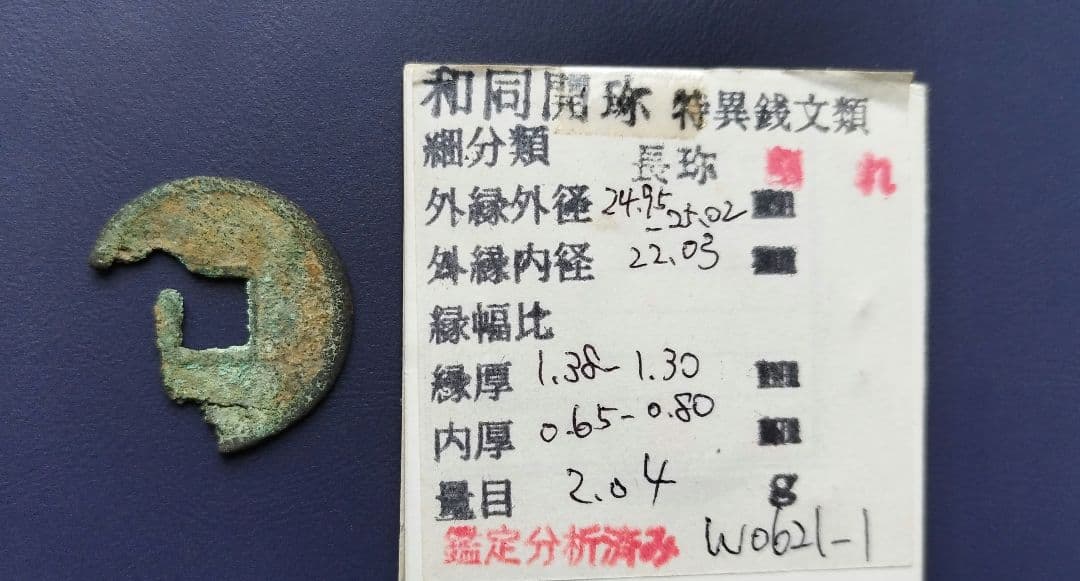 和同開珎 特異銭文類
細分類 長珎 れ
外縁外径 24.95-25.02
外縁内径 22.03
縁幅比
縁厚 1.38-1.30
内厚 0.65-0.80
量目 2.04 g
鑑定分析済み W0621-1